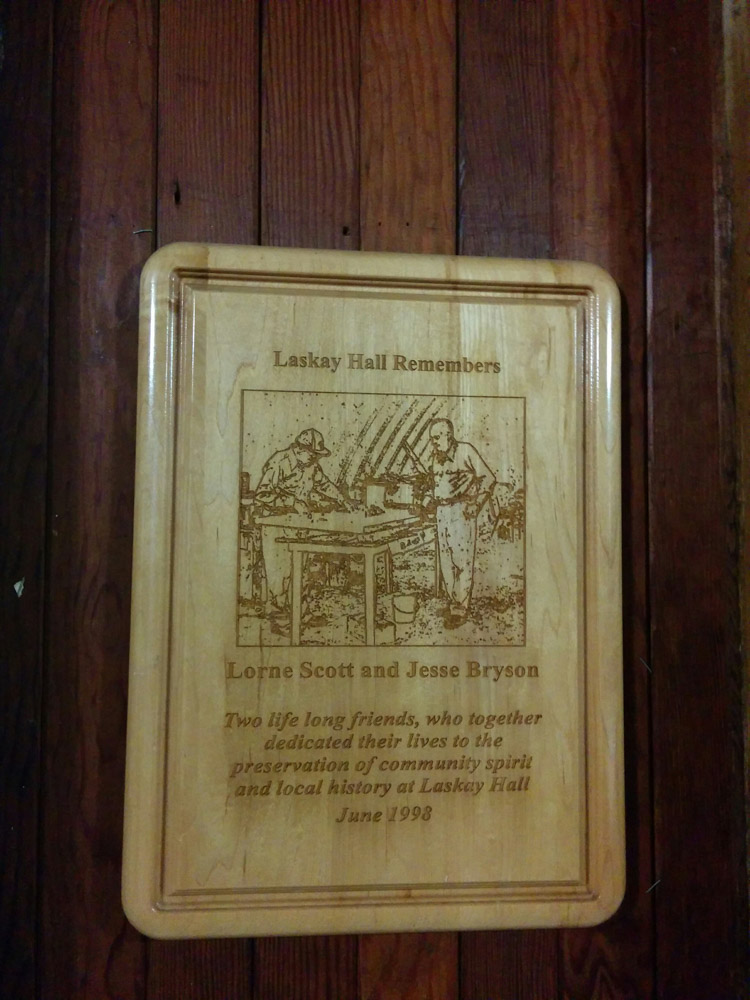 Laskay Hall Remembers
Lorne Scott and Jesse Bryson
Two life long friends, who together
dedicated their lives to the
preservation of community spirit
and local history at Laskay Hall
June 1998